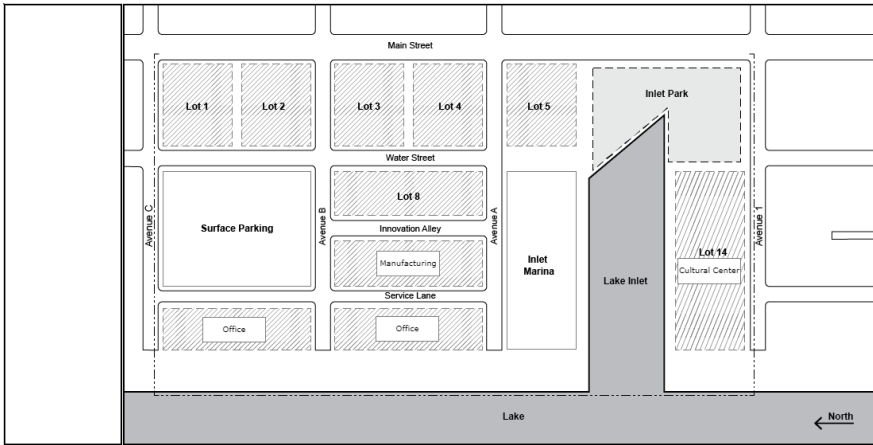 Main Street
Lot 1
Lot 2
Lot 3
Lot 4
Lot 5
Inlet Park
Water Street
Avenue C
Surface Parking
Avenue B
Lot 8
Innovation Alley
Manufacturing
Service Lane
Office
Office
Avenue A
Inlet
Marina
Lake Inlet
Lot 14
Cultural Center
Avenue 1
Lake
North